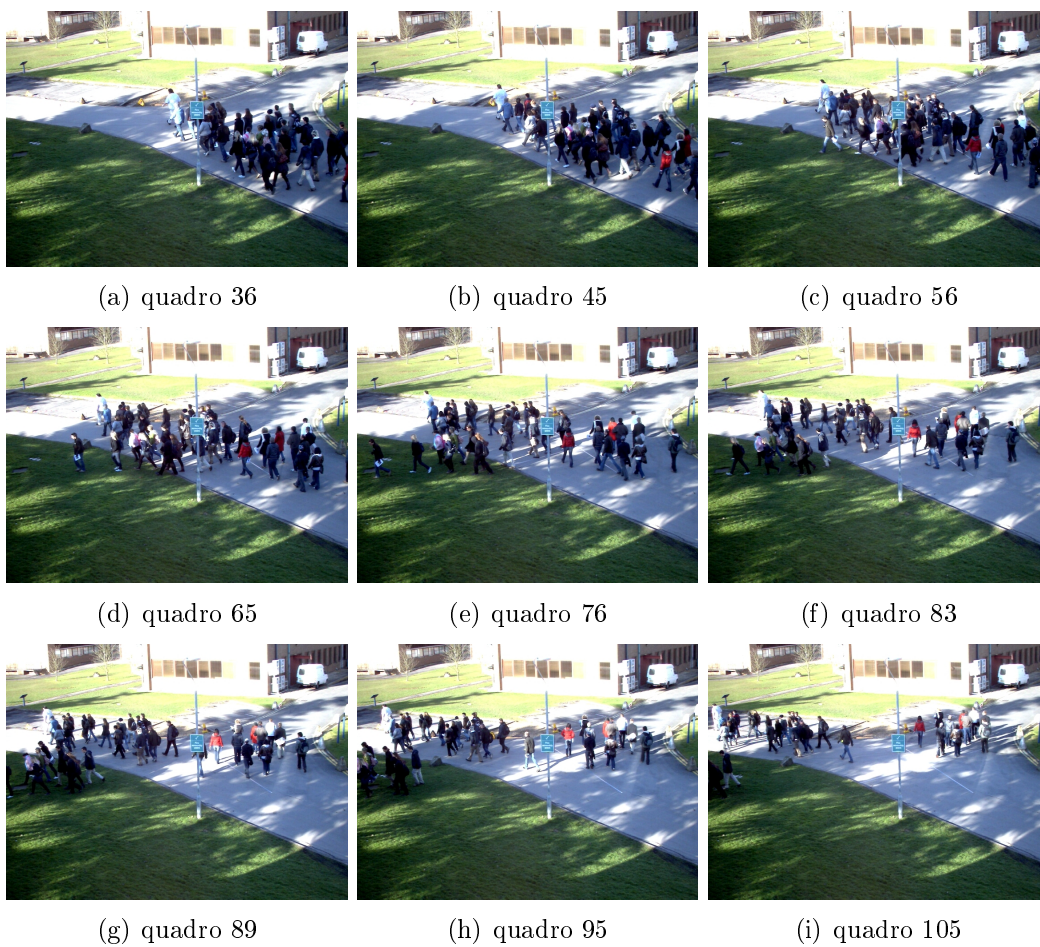 (a) quadro 36
(b) quadro 45
(c) quadro 56
(d) quadro 65
(e) quadro 76
(f) quadro 83
(g) quadro 89
(h) quadro 95
(i) quadro 105